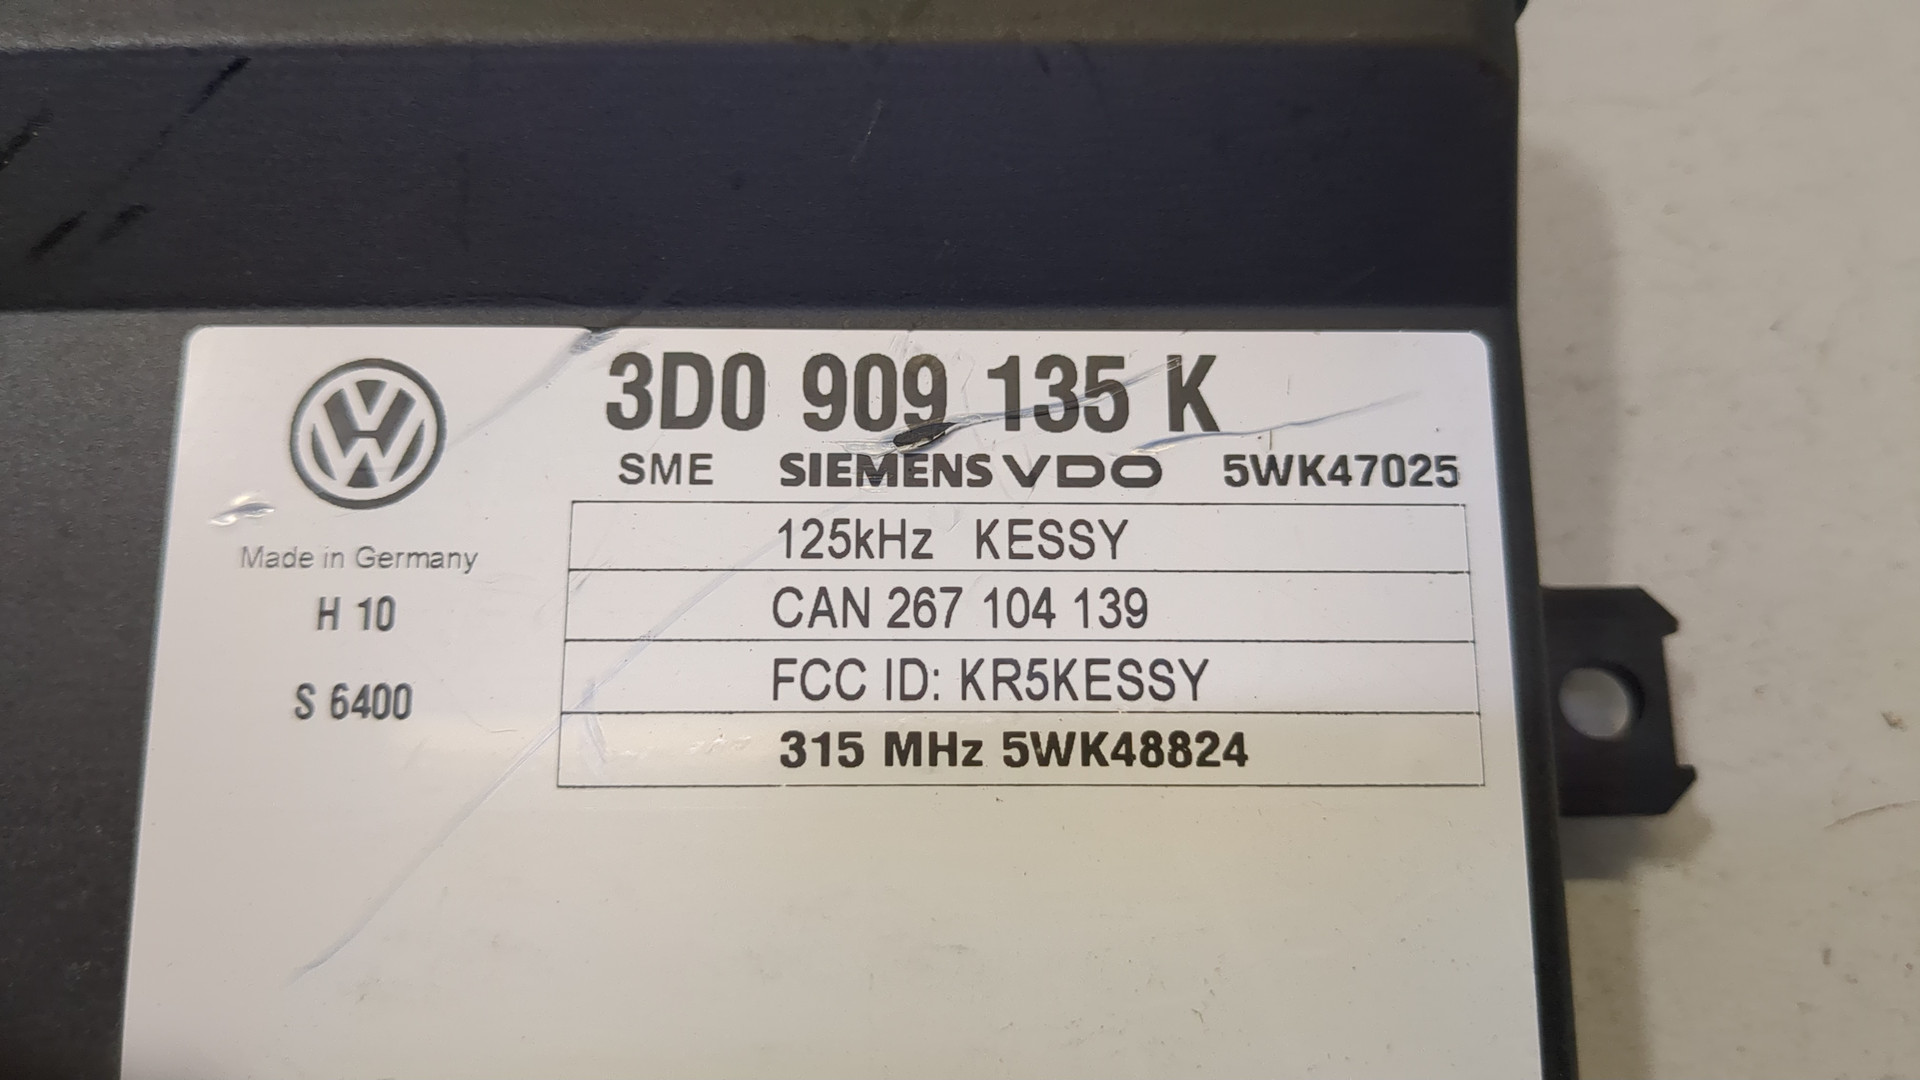 3D0 909 135 K
SME SIEMENS VDO 5WK47025
Made in Germany
H 10
S 6400
125kHz KESSY
CAN 267 104 139
FCC ID: KR5KESSY
315 MHz 5WK48824